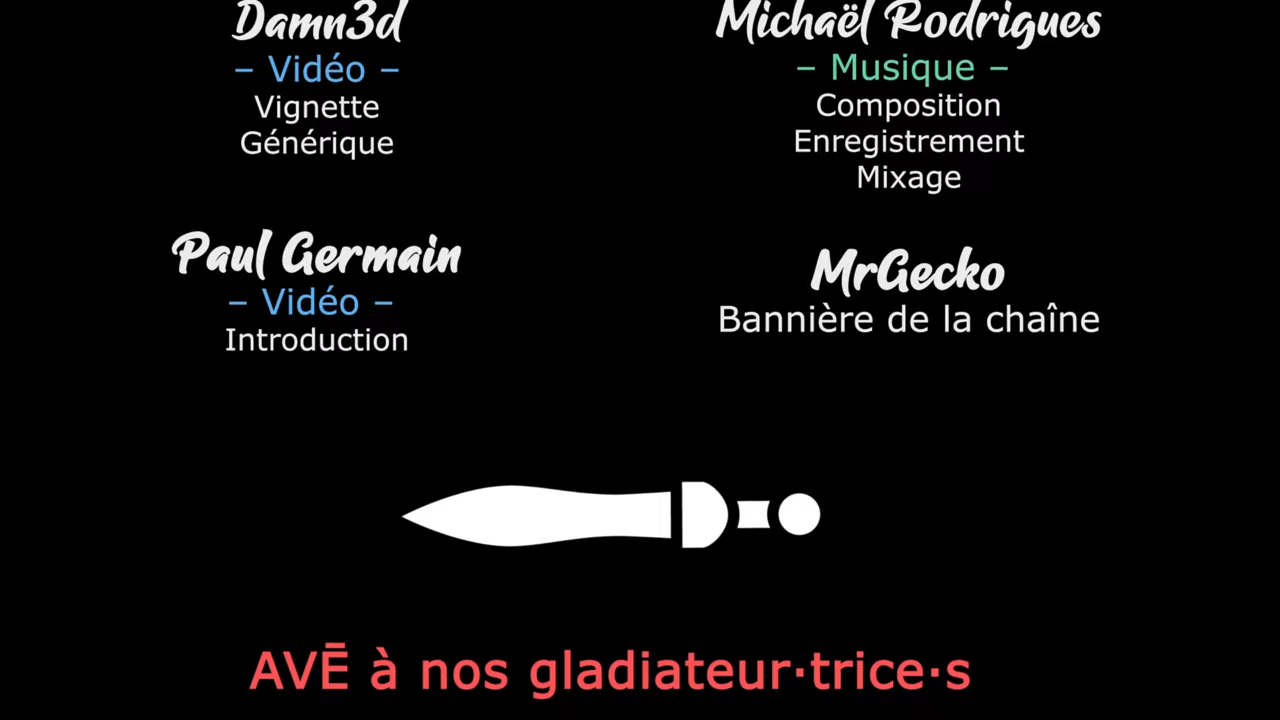 Damn3d
– Vidéo –
Vignette
Générique
Michaël Rodrigues
– Musique –
Composition
Enregistrement
Mixage
Paul Germain
– Vidéo –
Introduction
MrGecko
Bannière de la chaîne
AVĒ à nos gladiateur·trice·s